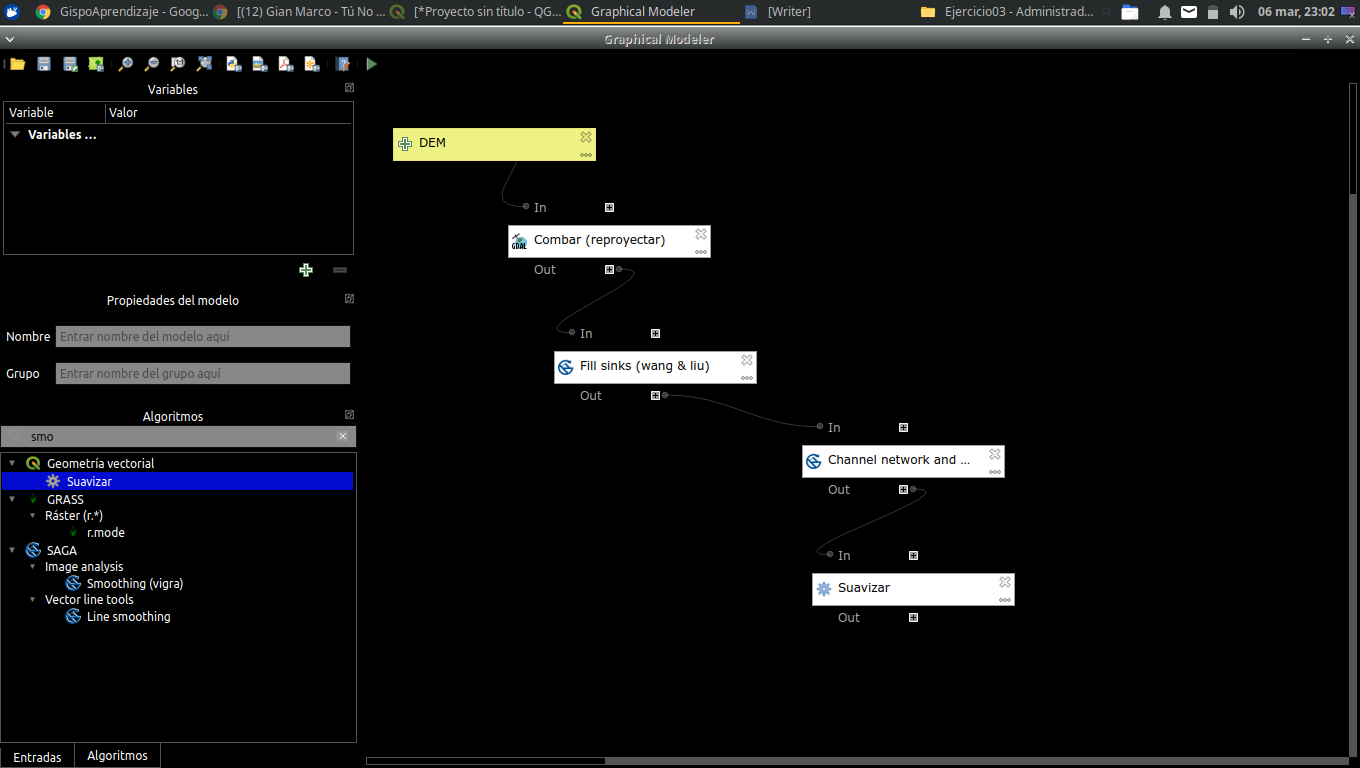 GispoAprendizaje - Goog...
[(12) Gian Marco - Tú No ...
[*Proyecto sin título - QG...
Graphical Modeler
[Writer]
Ejercicio03 - Administrad...
06 mar, 23:02
Graphical Modeler
Variables
Variable Valor
Variables ...
Propiedades del modelo
Nombre Entrar nombre del modelo aquí
Grupo Entrar nombre del grupo aquí
Algoritmos
smo
Geometría vectorial
Suavizar
GRASS
Ráster (r.*)
r.mode
SAGA
Image analysis
Smoothing (vigra)
Vector line tools
Line smoothing
Entradas Algoritmos
DEM
In
GDAL Combar (reproyectar)
Out
In
Fill sinks (wang & liu)
Out
In
Channel network and ...
Out
In
Suavizar
Out